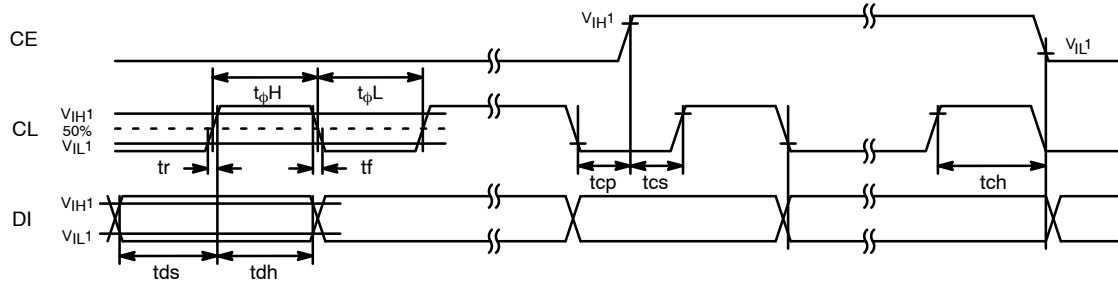 CE
VIH1
VIL1
CL
VIH1
50%
VIL1
tϕH
tϕL
tr
tf
tcp
tcs
tch
DI
VIH1
VIL1
tds
tdh